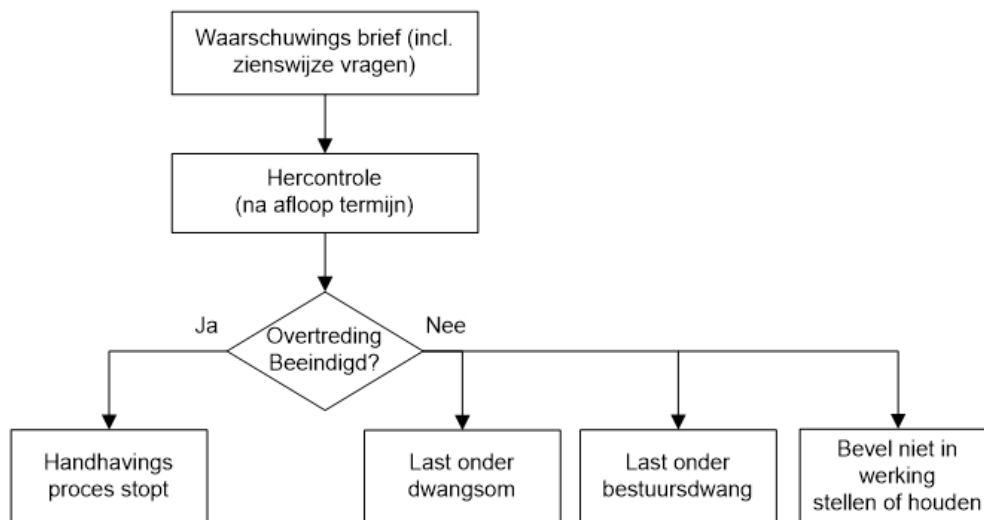 Waarschuwings brief (incl.
zienswijze vragen)
Hercontrole
(na afloop termijn)
Ja
Overtreding
Beeindigd?
Nee
Handhavings
proces stopt
Last onder
dwangsom
Last onder
bestuursdwang
Bevel niet in
werking
stellen of houden